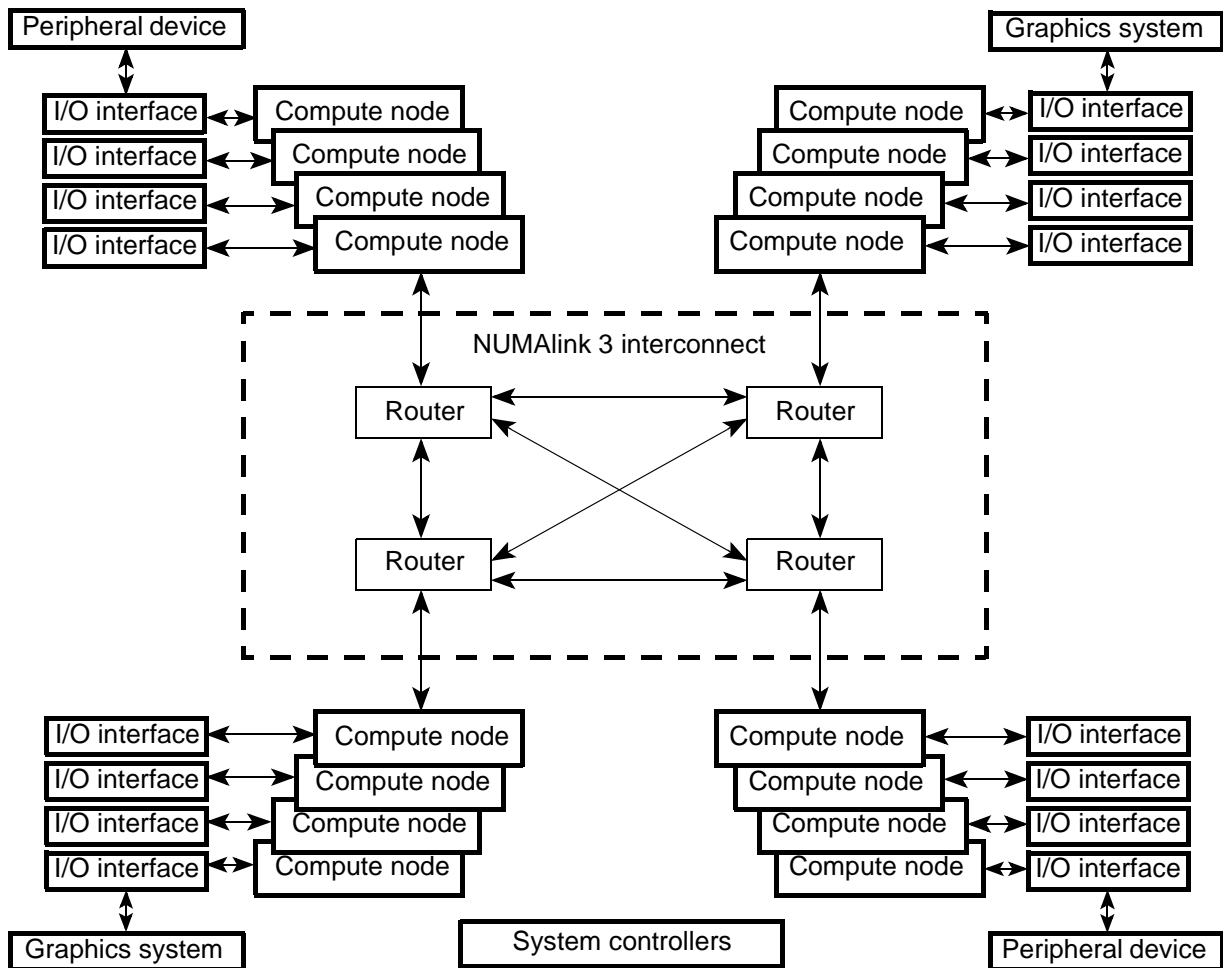 Peripheral device
Graphics system
I/O interface
Compute node
Compute node
I/O interface
I/O interface
Compute node
Compute node
I/O interface
I/O interface
Compute node
Compute node
I/O interface
I/O interface
Compute node
Compute node
I/O interface
NUMAlink 3 interconnect
Router
Router
Router
Router
I/O interface
Compute node
Compute node
I/O interface
I/O interface
Compute node
Compute node
I/O interface
I/O interface
Compute node
Compute node
I/O interface
I/O interface
Compute node
Compute node
I/O interface
Graphics system
System controllers
Peripheral device